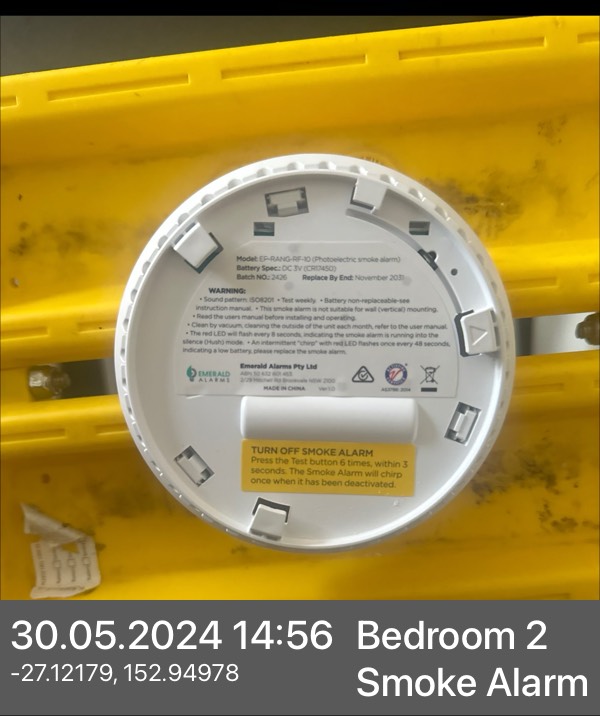 Model: EP-RANG-RF-10 (Photoelectric smoke alarm)
Battery Spec.: DC 3V (CR17450)
Batch NO.: 2426 Replace By End: November 2031
WARNING:
• Sound pattern: ISO8201 • Test weekly. • Battery non-replaceable-see
instruction manual. • This smoke alarm is not suitable for wall (vertical) mounting.
• Read the users manual before installing and operating.
• Clean by vacuum, cleaning the outside of the unit each month, refer to the user manual.
• The red LED will flash every 8 seconds, indicating the smoke alarm is running into the
silence (Hush) mode. • An intermittent "chirp" with red LED flashes once every 48 seconds,
indicating a low battery, please replace the smoke alarm.
EMERALD
ALARMS
Emerald Alarms Pty Ltd
MADE IN CHINA
TURN OFF SMOKE ALARM
Press the Test button 6 times, within 3
seconds. The Smoke Alarm will chirp
once when it has been deactivated.
30.05.2024 14:56
-27.12179, 152.94978
Bedroom 2
Smoke Alarm